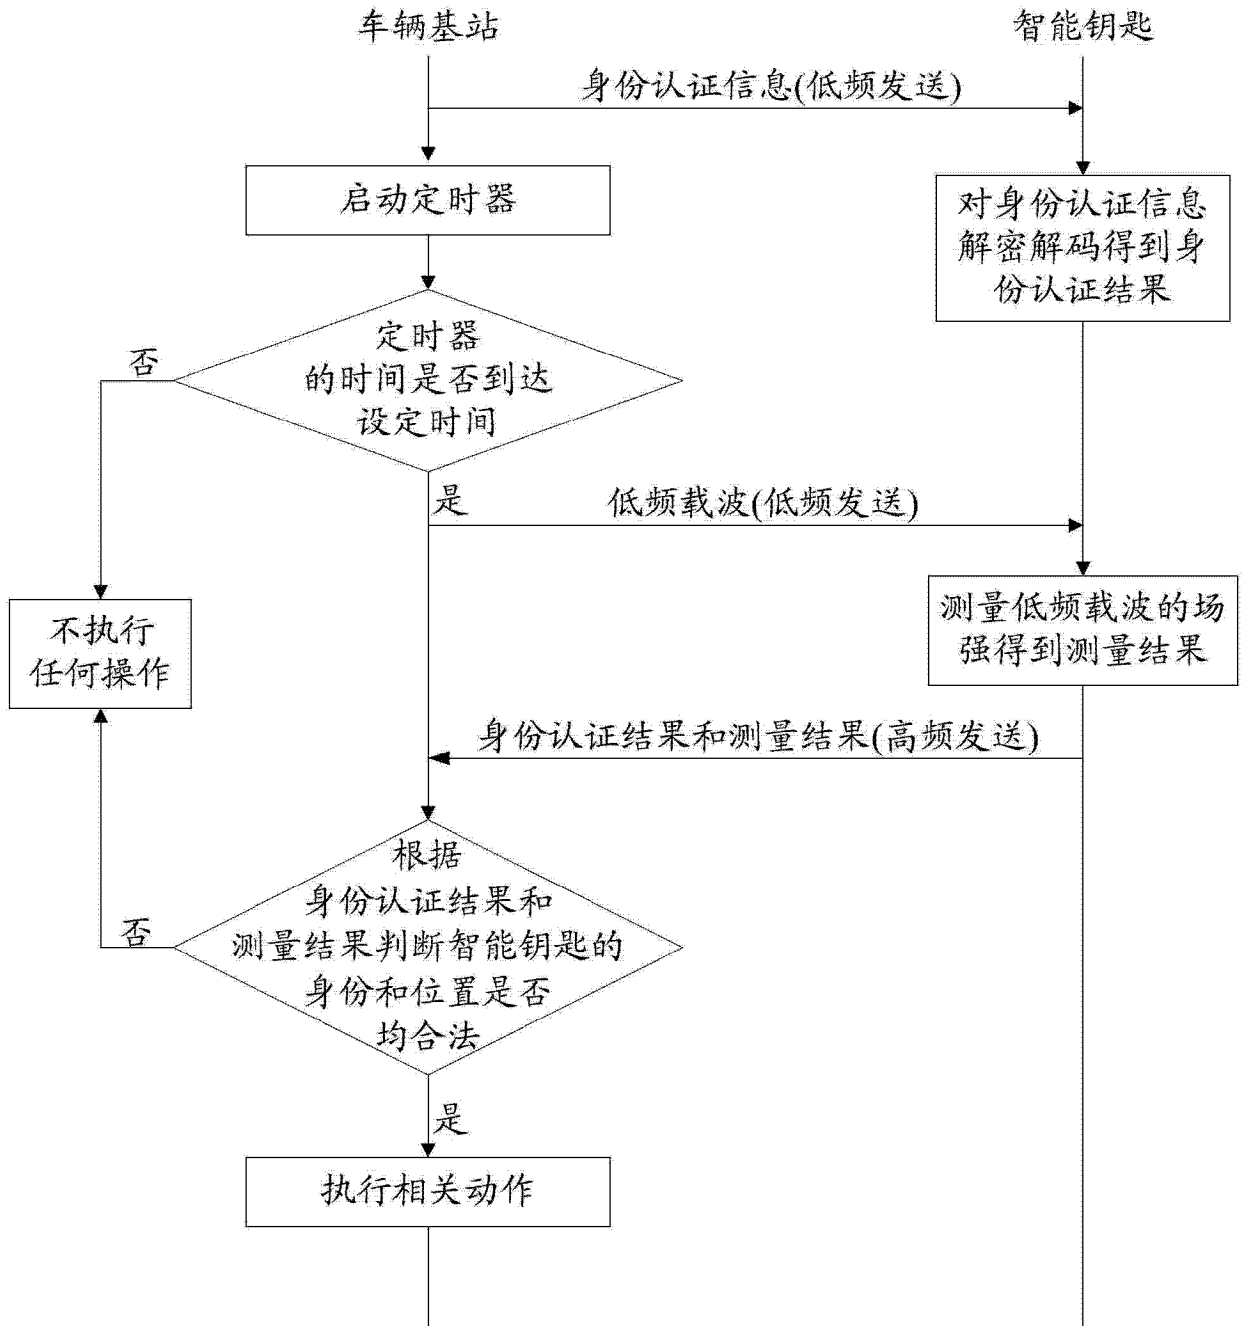 车辆基站
智能钥匙
身份认证信息(低频发送)
启动定时器
对身份认证信息
解密解码得到身
份认证结果
定时器
的时间是否到达
设定时间
否
是
低频载波(低频发送)
不执行
任何操作
测量低频载波的场
强得到测量结果
身份认证结果和测量结果(高频发送)
根据
身份认证结果和
测量结果判断智能钥匙的
身份和位置是否
均合法
否
是
执行相关动作